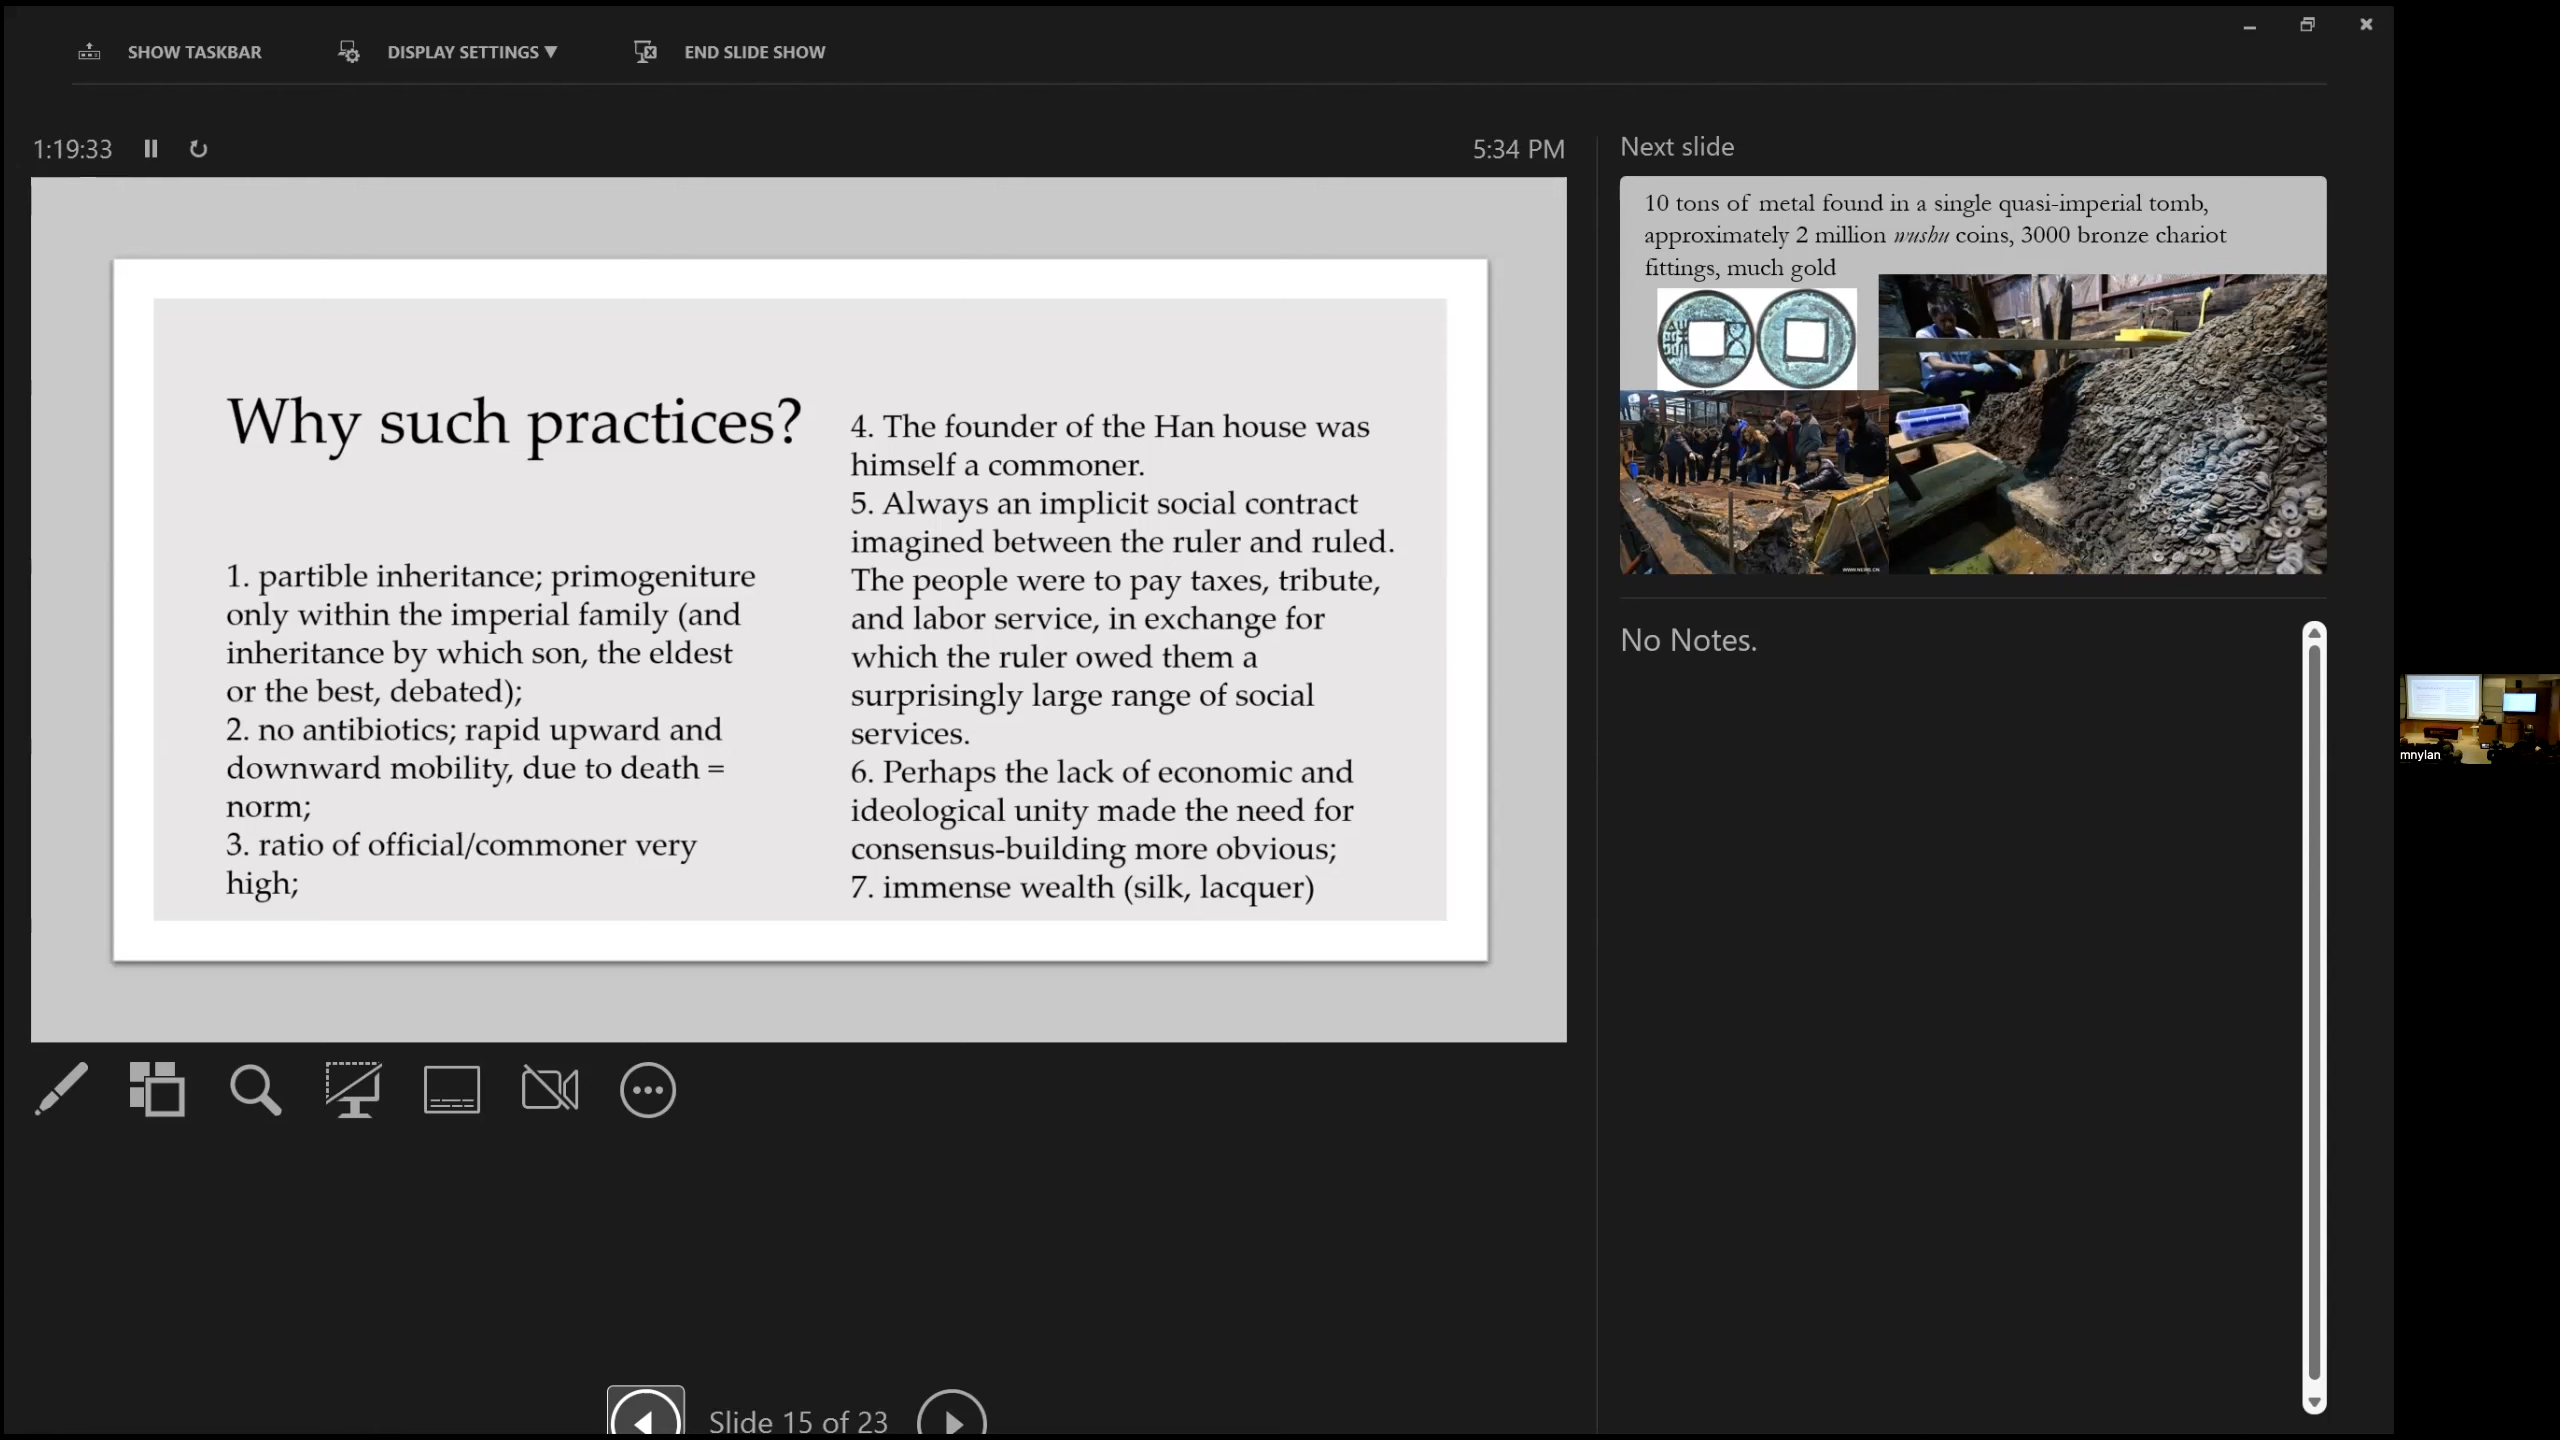 SHOW TASKBAR
DISPLAY SETTINGS ▼
END SLIDE SHOW
1:19:33
5:34 PM
Why such practices?
1. partible inheritance; primogeniture
only within the imperial family (and
inheritance by which son, the eldest
or the best, debated);
2. no antibiotics; rapid upward and
downward mobility, due to death =
norm;
3. ratio of official/commoner very
high;
4. The founder of the Han house was
himself a commoner.
5. Always an implicit social contract
imagined between the ruler and ruled.
The people were to pay taxes, tribute,
and labor service, in exchange for
which the ruler owed them a
surprisingly large range of social
services.
6. Perhaps the lack of economic and
ideological unity made the need for
consensus-building more obvious;
7. immense wealth (silk, lacquer)
Slide 15 of 23
Next slide
10 tons of metal found in a single quasi-imperial tomb,
approximately 2 million wushu coins, 3000 bronze chariot
fittings, much gold
WWW.NEWS.CN
No Notes.
mnylan